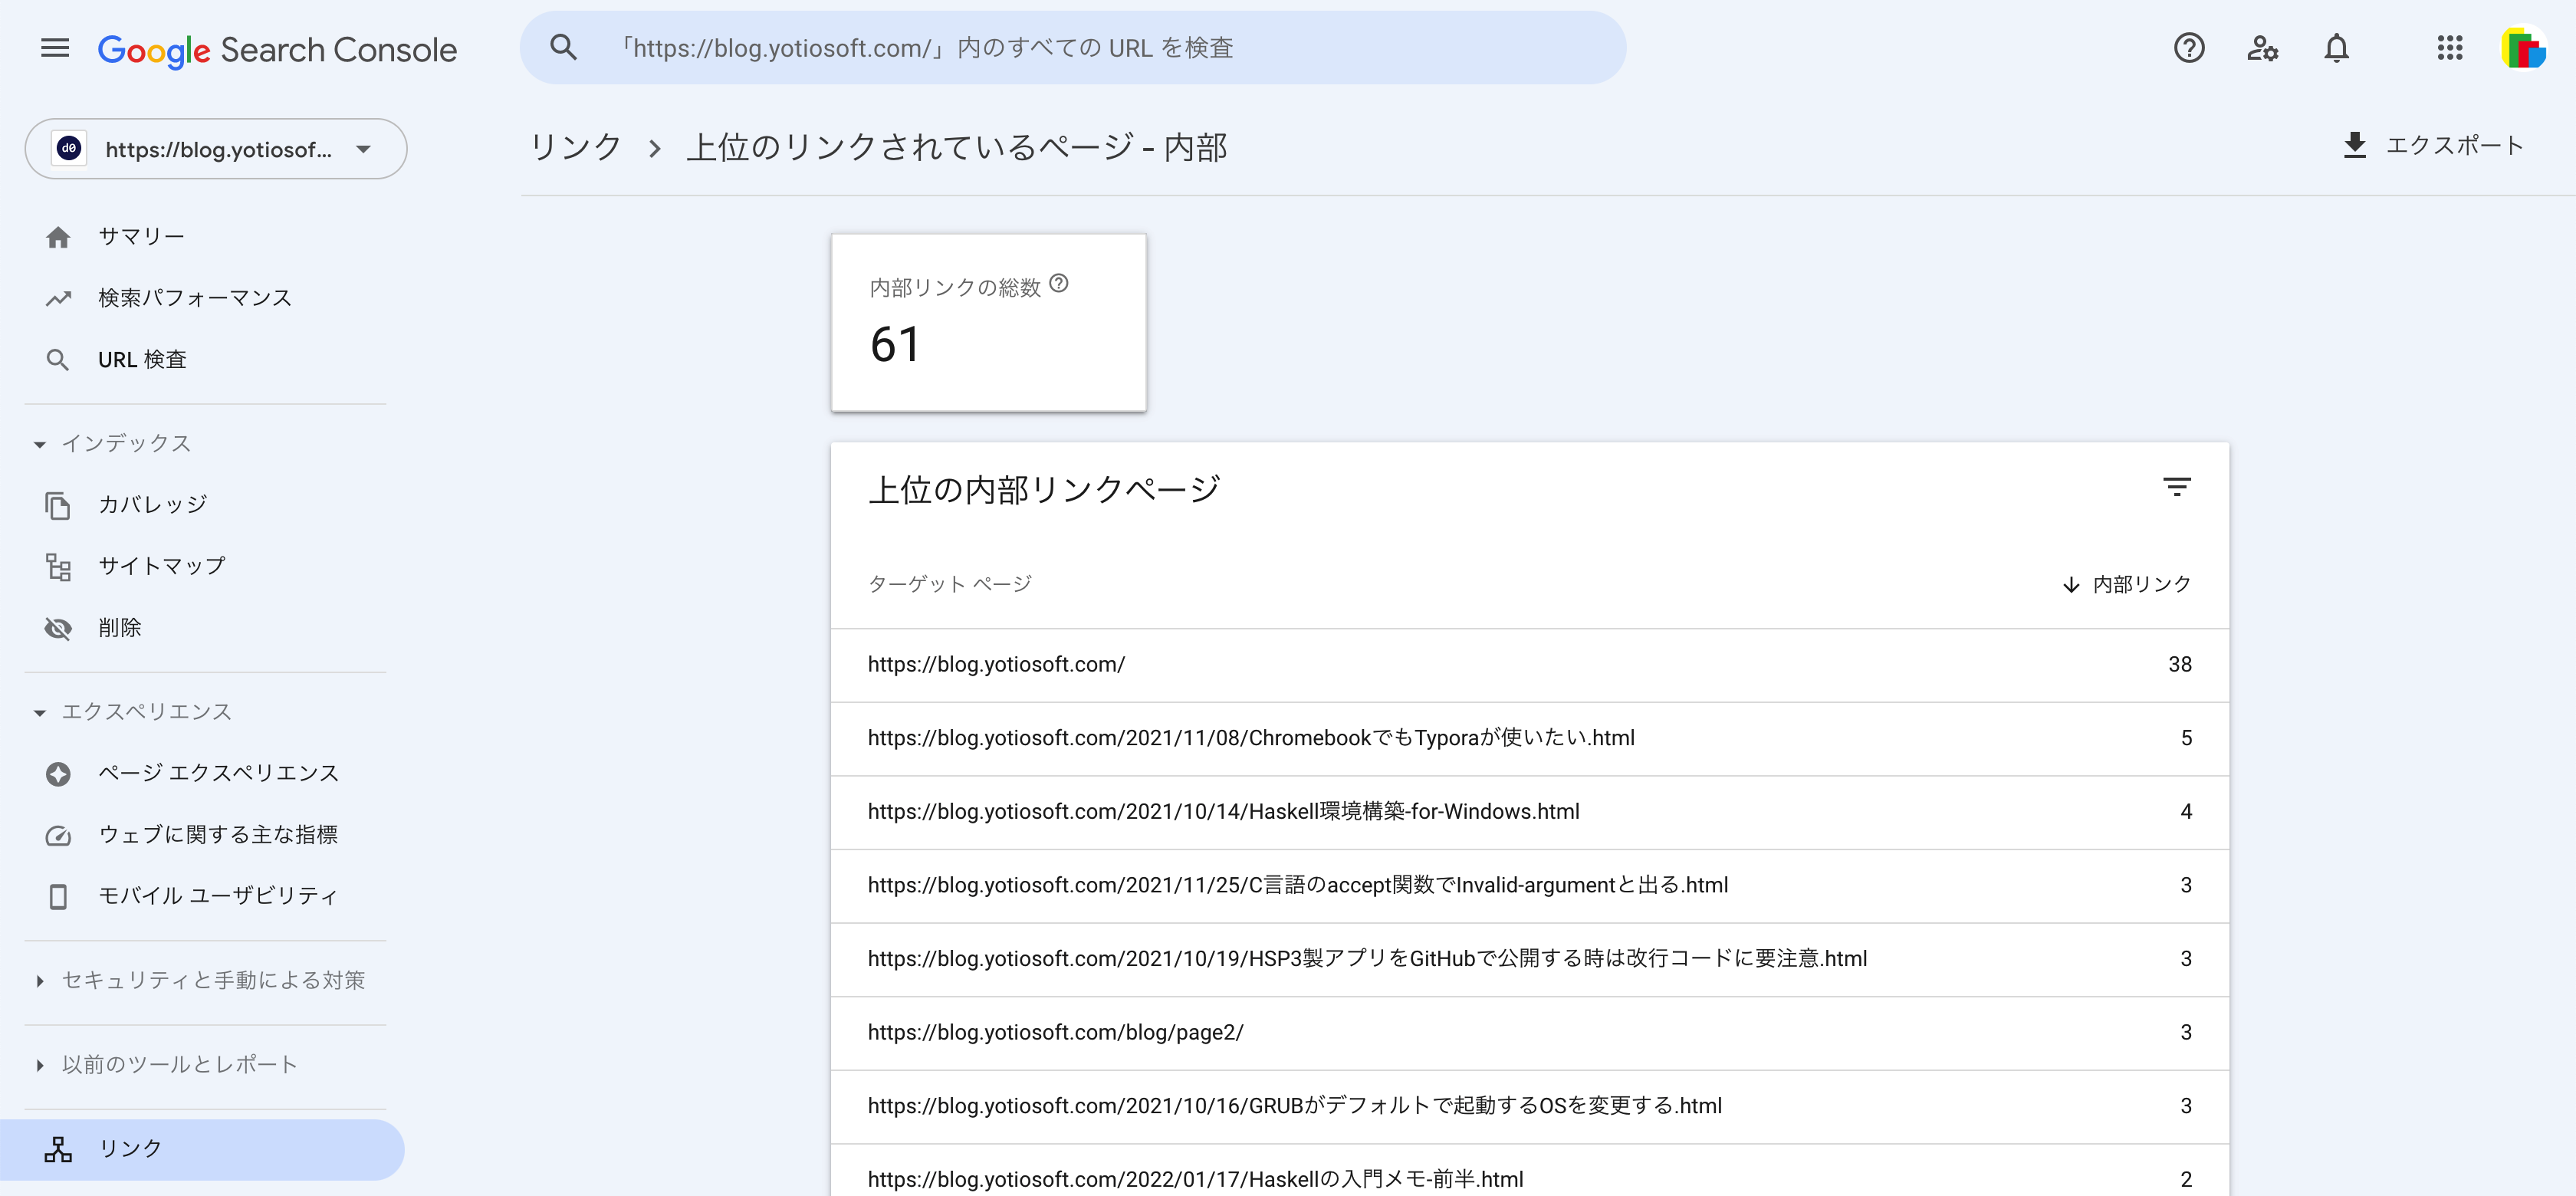 Google Search Console
「https://blog.yotiosoft.com/」内のすべての URL を検査
d0
https://blog.yotiosof...
サマリー
検索パフォーマンス
URL 検査
インデックス
カバレッジ
サイトマップ
削除
エクスペリエンス
ページ エクスペリエンス
ウェブに関する主な指標
モバイル ユーザビリティ
セキュリティと手動による対策
以前のツールとレポート
リンク
リンク > 上位のリンクされているページ - 内部
エクスポート
内部リンクの総数
61
上位の内部リンクページ
ターゲット ページ 内部リンク
https://blog.yotiosoft.com/ 38
https://blog.yotiosoft.com/2021/11/08/ChromebookでもTyporaが使いたい.html 5
https://blog.yotiosoft.com/2021/10/14/Haskell環境構築-for-Windows.html 4
https://blog.yotiosoft.com/2021/11/25/C言語のaccept関数でInvalid-argumentと出る.html 3
https://blog.yotiosoft.com/2021/10/19/HSP3製アプリをGitHubで公開する時は改行コードに要注意.html 3
https://blog.yotiosoft.com/blog/page2/ 3
https://blog.yotiosoft.com/2021/10/16/GRUBがデフォルトで起動するOSを変更する.html 3
https://blog.yotiosoft.com/2022/01/17/Haskellの入門メモ-前半.html 2